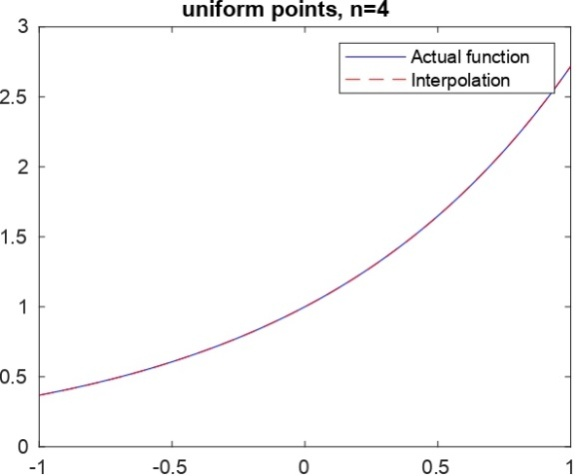 uniform points, n=4
3
Actual function
Interpolation
2.5
2
1.5
1
0.5
0
-1 -0.5 0 0.5 1